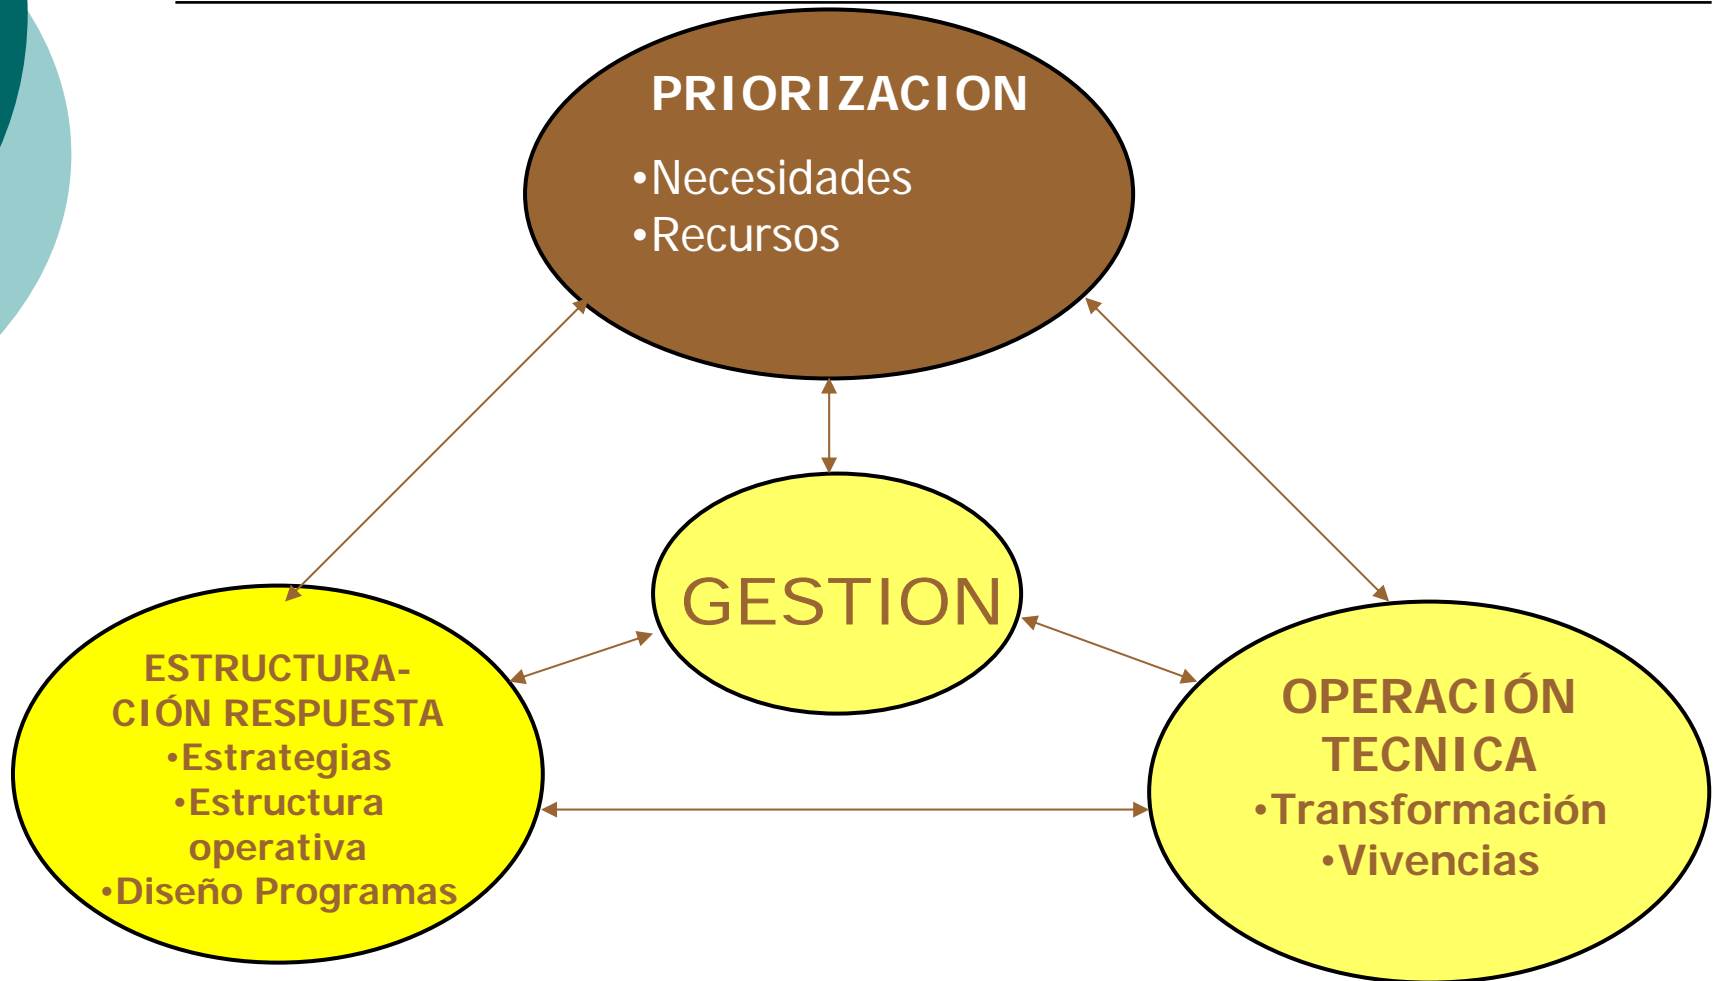 PRIORIZACION
•Necesidades
•Recursos
GESTION
ESTRUCTURA-
CIÓN RESPUESTA
•Estrategias
•Estructura
operativa
•Diseño Programas
OPERACIÓN
TECNICA
•Transformación
•Vivencias